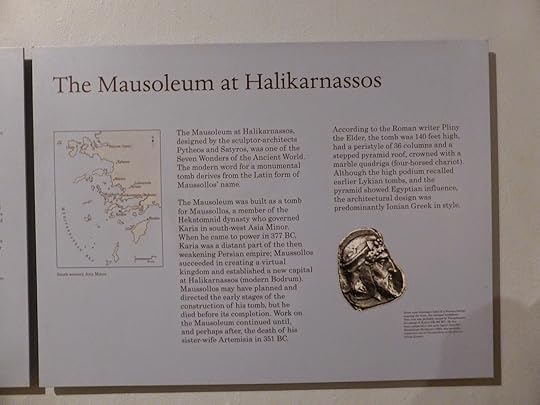 The Mausoleum at Halikarnassos
The Mausoleum at Halikarnassos,
designed by the sculptor-architects
Pytheos and Satyros, was one of the
Seven Wonders of the Ancient World.
The modern word for a monumental
tomb derives from the Latin form of
Maussollos' name.
The Mausoleum was built as a tomb
for Maussollos, a member of the
Hekatomnid dynasty who governed
Karia in south-west Asia Minor.
When he came to power in 377 BC,
Karia was a distant part of the then
weakening Persian empire; Maussollos
succeeded in creating a virtual
kingdom and established a new capital
at Halikarnassos (modern Bodrum).
Maussollos may have planned and
directed the early stages of the
construction of his tomb, but he
died before its completion. Work on
the Mausoleum continued until,
and perhaps after, the death of his
sister-wife Artemisia in 351 BC.
According to the Roman writer Pliny
the Elder, the tomb was 140 feet high,
had a peristyle of 36 columns and a
stepped pyramid roof, crowned with a
marble quadriga (four-horsed chariot).
Although the high podium recalled
earlier Lykian tombs, and the
pyramid showed Egyptian influence,
the architectural design was
predominantly Ionian Greek in style.
South-western Asia Minor